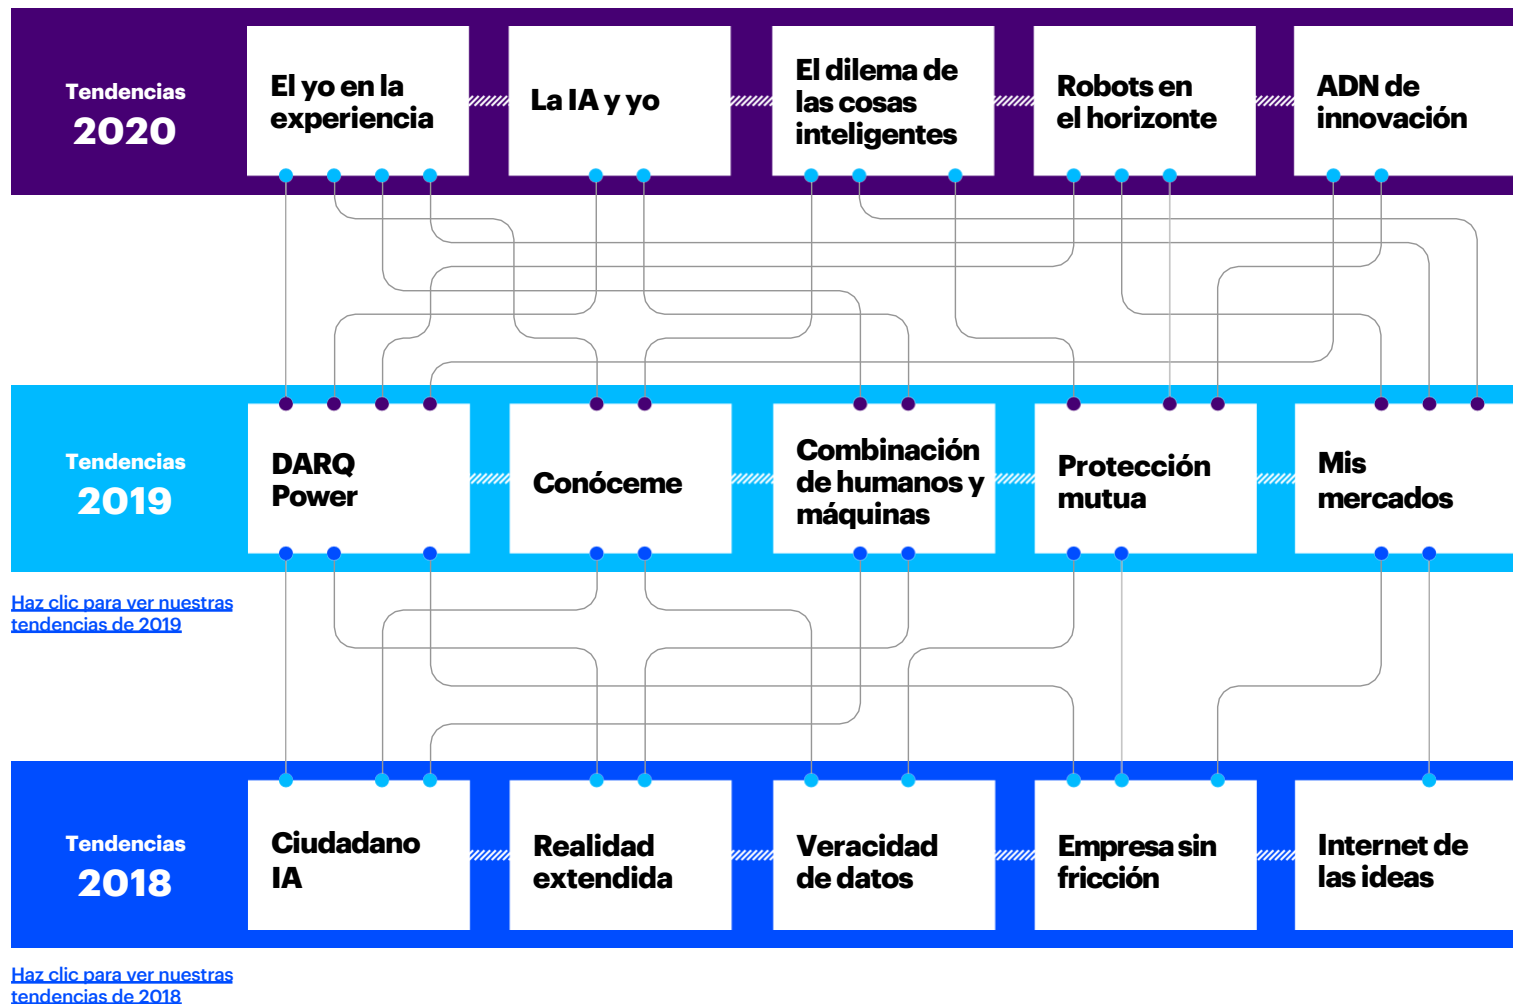 Tendencias
2020
El yo en la
experiencia
La IA y yo
El dilema de
las cosas
inteligentes
Robots en
el horizonte
ADN de
innovación
Tendencias
2019
DARQ
Power
Conóceme
Combinación
de humanos y
máquinas
Protección
mutua
Mis
mercados
Haz clic para ver nuestras
tendencias de 2019
Tendencias
2018
Ciudadano
IA
Realidad
extendida
Veracidad
de datos
Empresa sin
fricción
Internet de
las ideas
Haz clic para ver nuestras
tendencias de 2018